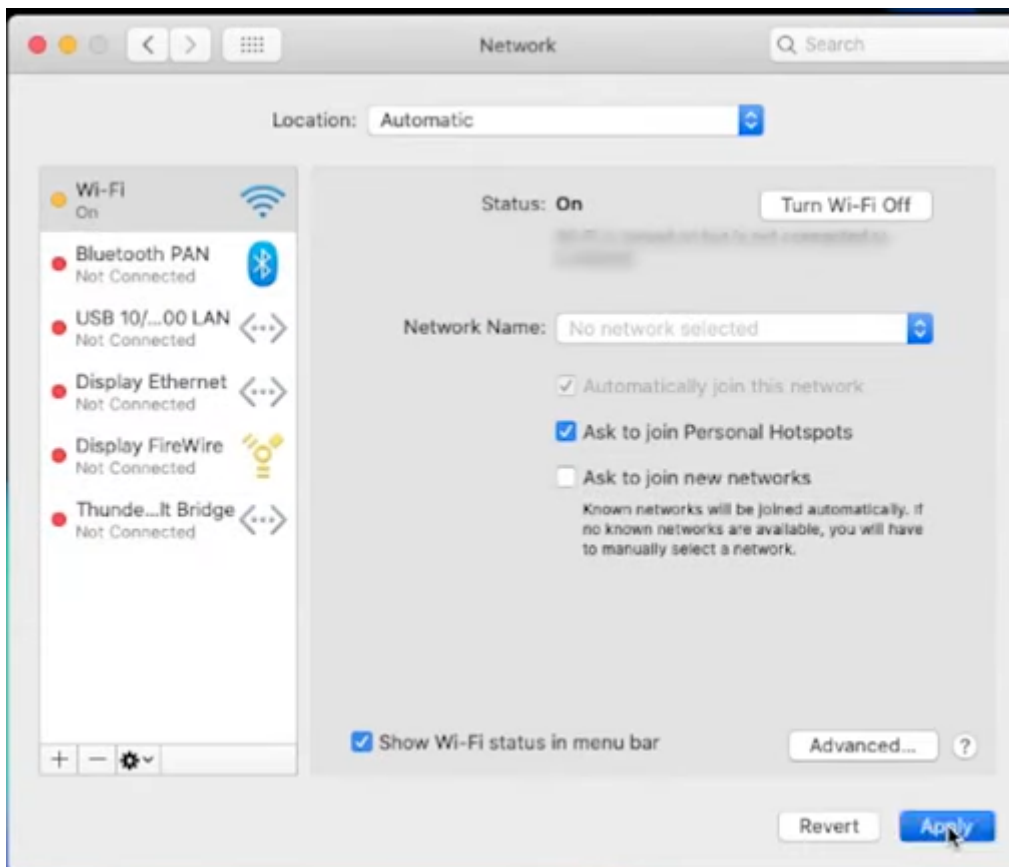 Network
Search
Location: Automatic
Wi-Fi
On
Bluetooth PAN
Not Connected
USB 10/...00 LAN
Not Connected
Display Ethernet
Not Connected
Display FireWire
Not Connected
Thunde...lt Bridge
Not Connected
Status: On
Turn Wi-Fi Off
Network Name: No network selected
Automatically join this network
Ask to join Personal Hotspots
Ask to join new networks
Known networks will be joined automatically. If
no known networks are available, you will have
to manually select a network.
Show Wi-Fi status in menu bar
Advanced...
?
Revert
Apply